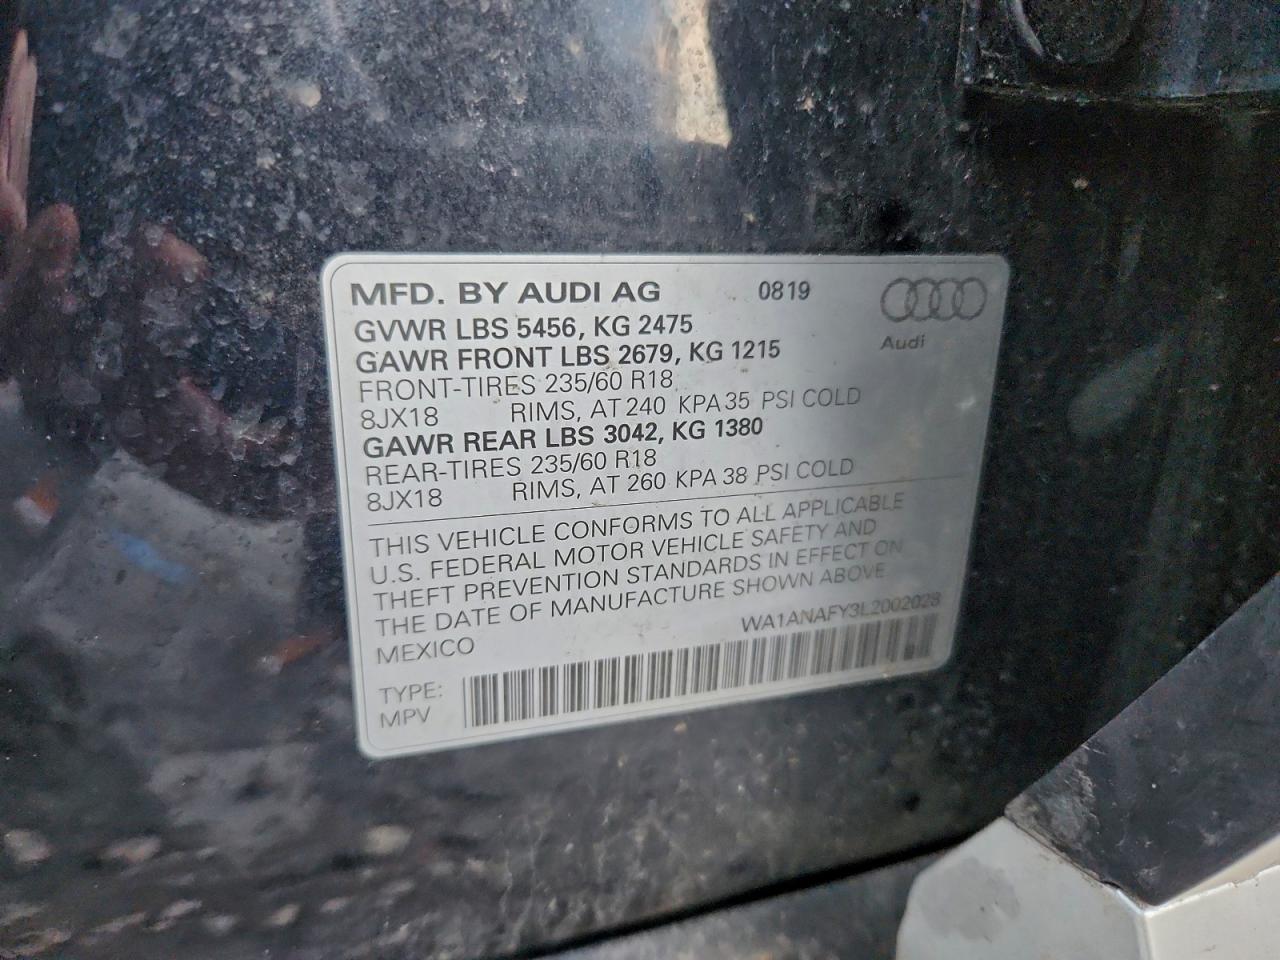 MFD. BY AUDI AG 0819
Audi
GVWR LBS 5456, KG 2475
GAWR FRONT LBS 2679, KG 1215
FRONT-TIRES 235/60 R18
8JX18 RIMS, AT 240 KPA 35 PSI COLD
GAWR REAR LBS 3042, KG 1380
REAR-TIRES 235/60 R18
8JX18 RIMS, AT 260 KPA 38 PSI COLD
THIS VEHICLE CONFORMS TO ALL APPLICABLE
U.S. FEDERAL MOTOR VEHICLE SAFETY AND
THEFT PREVENTION STANDARDS IN EFFECT ON
THE DATE OF MANUFACTURE SHOWN ABOVE
MEXICO WA1ANAFY3L2002028
TYPE:
MPV